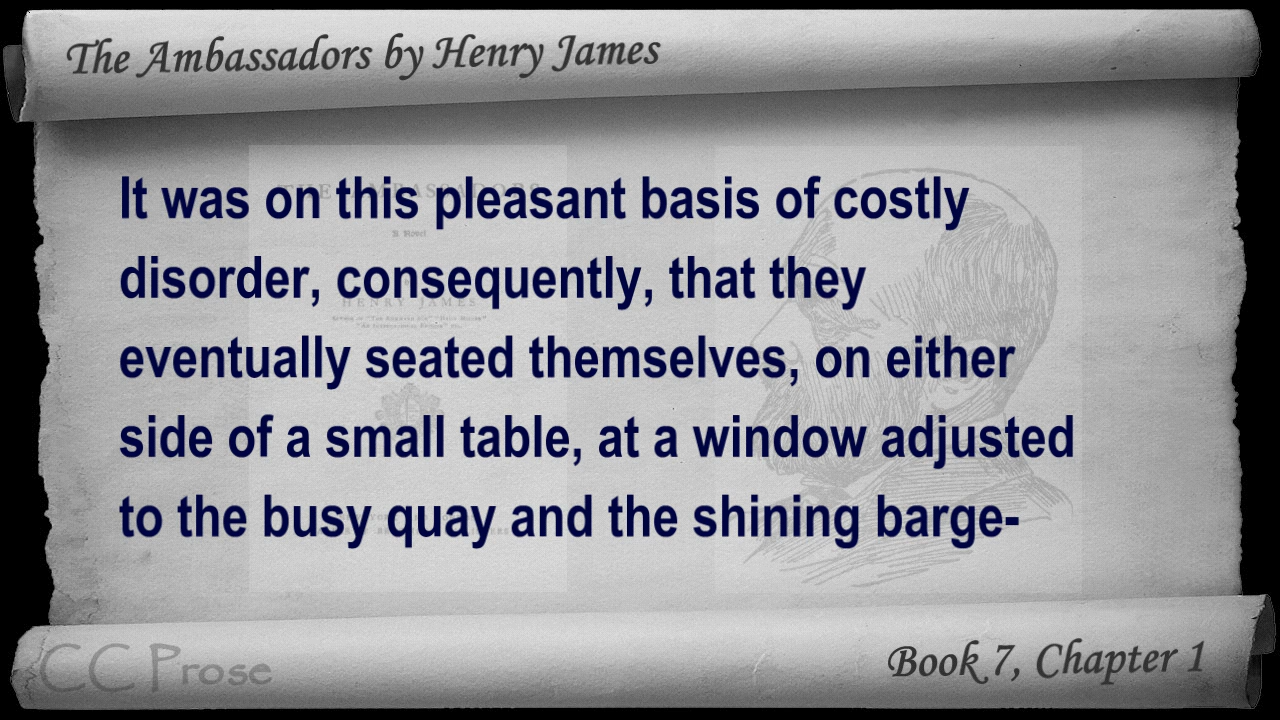 The Ambassadors by Henry James
It was on this pleasant basis of costly
disorder, consequently, that they
eventually seated themselves, on either
side of a small table, at a window adjusted
to the busy quay and the shining barge-
CC Prose
Book 7, Chapter 1